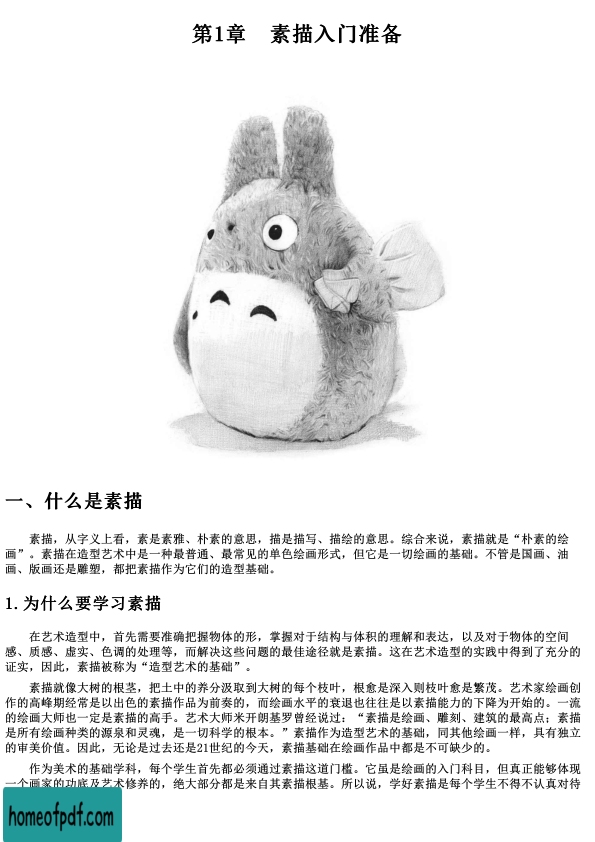 第1章 素描入门准备
一、什么是素描
素描，从字义上看，素是素雅、朴素的意思，描是描写、描绘的意思。综合来说，素描就是“朴素的绘
画”。素描在造型艺术中是一种最普通、最常见的单色绘画形式，但它是一切绘画的基础。不管是国画、油
画、版画还是雕塑，都把素描作为它们的造型基础。
1.为什么要学习素描
在艺术造型中，首先需要准确把握物体的形，掌握对于结构与体积的理解和表达，以及对于物体的空间
感、质感、虚实、色调的处理等，而解决这些问题的最佳途径就是素描。这在艺术造型的实践中得到了充分的
证实，因此，素描被称为“造型艺术的基础”。
素描就像大树的根茎，把土中的养分汲取到大树的每个枝叶，根愈是深入则枝叶愈是繁茂。艺术家绘画创
作的高峰期经常是以出色的素描作品为前奏的，而绘画水平的衰退也往往是以素描能力的下降为开始的。一流
的绘画大师也一定是素描的高手。艺术大师米开朗基罗曾经说过：“素描是绘画、雕刻、建筑的最高点；素描
是所有绘画种类的源泉和灵魂，是一切科学的根本。”素描作为造型艺术的基础，同其他绘画一样，具有独立
的审美价值。因此，无论是过去还是21世纪的今天，素描基础在绘画作品中都是不可缺少的。
作为美术的基础学科，每个学生首先都必须通过素描这道门槛。它虽是绘画的入门科目，但真正能够体现
一个画家的功底及艺术修养的，绝大部分都是来自其素描根基。所以说，学好素描是每个学生不得不认真对待
homeofpdf.com